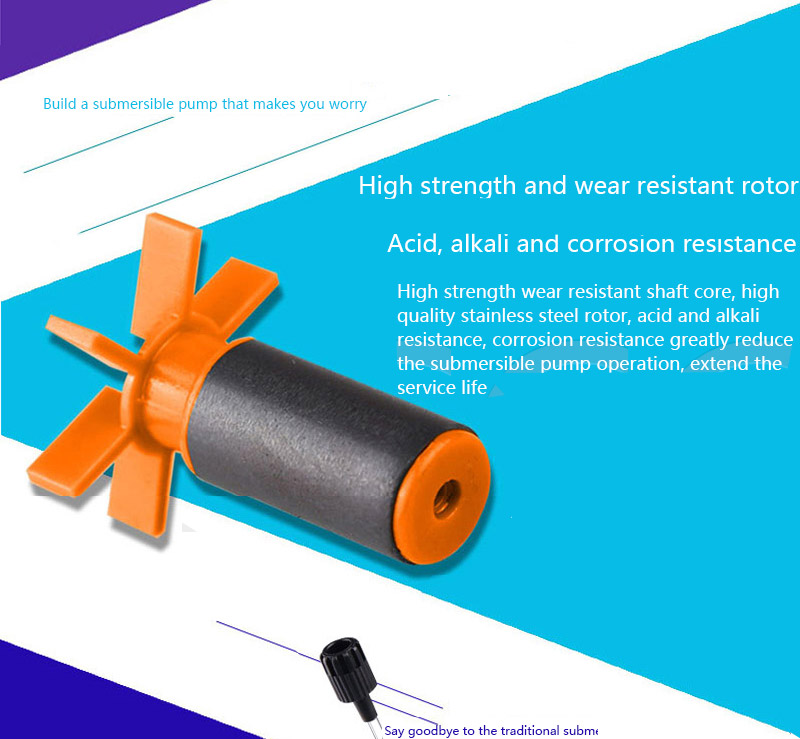 Build a submersible pump that makes you worry
High strength and wear resistant rotor
Acid, alkali and corrosion resistance
High strength wear resistant shaft core, high
quality stainless steel rotor, acid and alkali
resistance, corrosion resistance greatly reduce
the submersible pump operation, extend the
service life
Say goodbye to the traditional subme